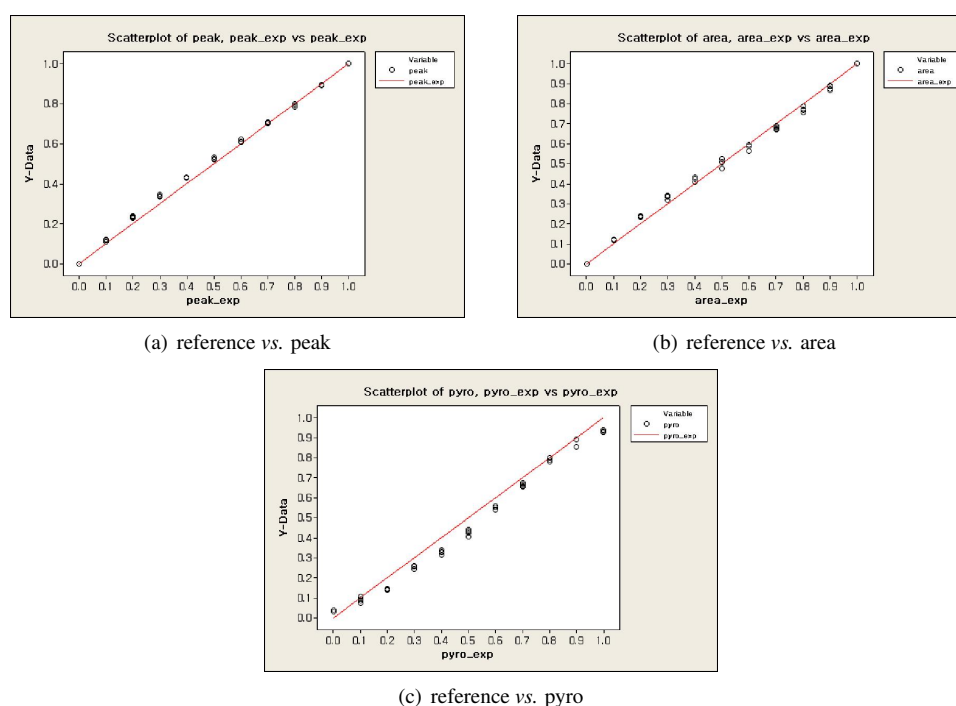 Scatterplot of peak, peak_exp vs peak_exp
Variable
peak
peak_exp
1.0
0.8
0.6
0.4
0.2
0.0
Y-Data
0.0 0.1 0.2 0.3 0.4 0.5 0.6 0.7 0.8 0.9 1.0
peak_exp
(a) reference vs. peak
Scatterplot of area, area_exp vs area_exp
Variable
area
area_exp
1.0
0.9
0.8
0.7
0.6
0.5
0.4
0.3
0.2
0.1
0.0
Y-Data
0.0 0.1 0.2 0.3 0.4 0.5 0.6 0.7 0.8 0.9 1.0
area_exp
(b) reference vs. area
Scatterplot of pyro, pyro_exp vs pyro_exp
Variable
pyro
pyro_exp
1.0
0.9
0.8
0.7
0.6
0.5
0.4
0.3
0.2
0.1
0.0
Y-Data
0.0 0.1 0.2 0.3 0.4 0.5 0.6 0.7 0.8 0.9 1.0
pyro_exp
(c) reference vs. pyro